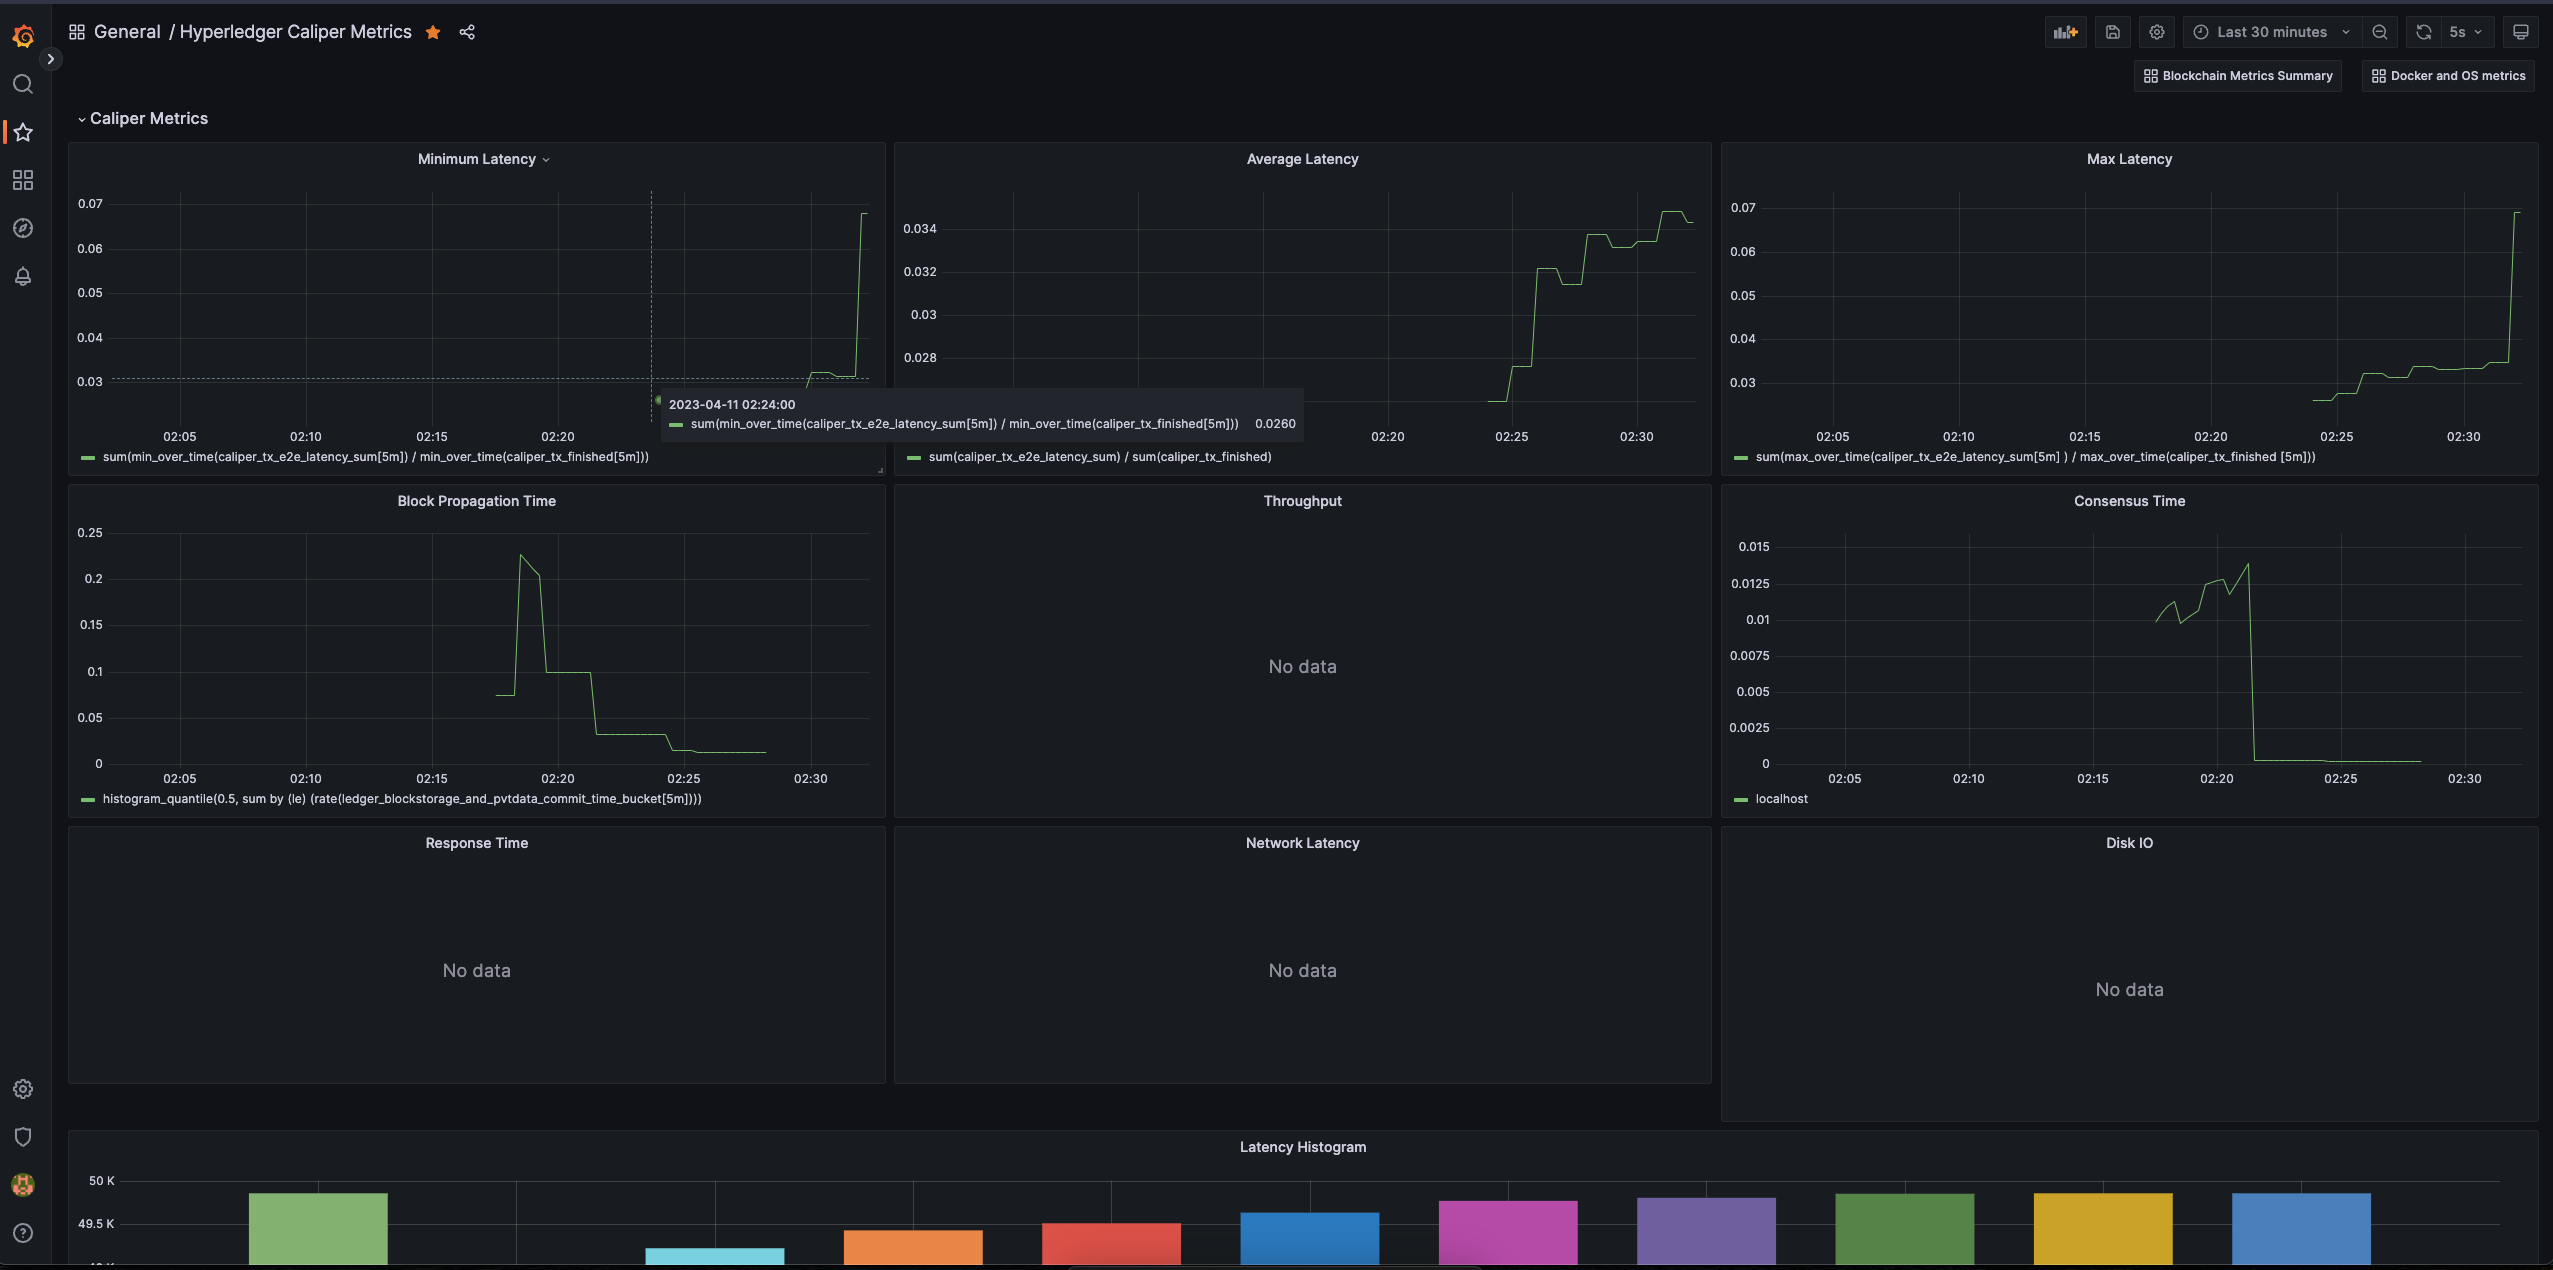 General / Hyperledger Caliper Metrics
Last 30 minutes
5s
Blockchain Metrics Summary
Docker and OS metrics
Caliper Metrics
Minimum Latency
0.07
0.06
0.05
0.04
0.03
02:05 02:10 02:15 02:20
sum(min_over_time(caliper_tx_e2e_latency_sum[5m]) / min_over_time(caliper_tx_finished[5m]))
2023-04-11 02:24:00
sum(min_over_time(caliper_tx_e2e_latency_sum[5m]) / min_over_time(caliper_tx_finished[5m])) 0.0260
Average Latency
0.034
0.032
0.03
0.028
02:20 02:25 02:30
sum(caliper_tx_e2e_latency_sum) / sum(caliper_tx_finished)
Max Latency
0.07
0.06
0.05
0.04
0.03
02:05 02:10 02:15 02:20 02:25 02:30
sum(max_over_time(caliper_tx_e2e_latency_sum[5m] ) / max_over_time(caliper_tx_finished [5m]))
Block Propagation Time
0.25
0.2
0.15
0.1
0.05
0
02:05 02:10 02:15 02:20 02:25 02:30
histogram_quantile(0.5, sum by (le) (rate(ledger_blockstorage_and_pvtdata_commit_time_bucket[5m])))
Throughput
No data
Consensus Time
0.015
0.0125
0.01
0.0075
0.005
0.0025
0
02:05 02:10 02:15 02:20 02:25 02:30
localhost
Response Time
No data
Network Latency
No data
Disk IO
No data
Latency Histogram
50 K
49.5 K